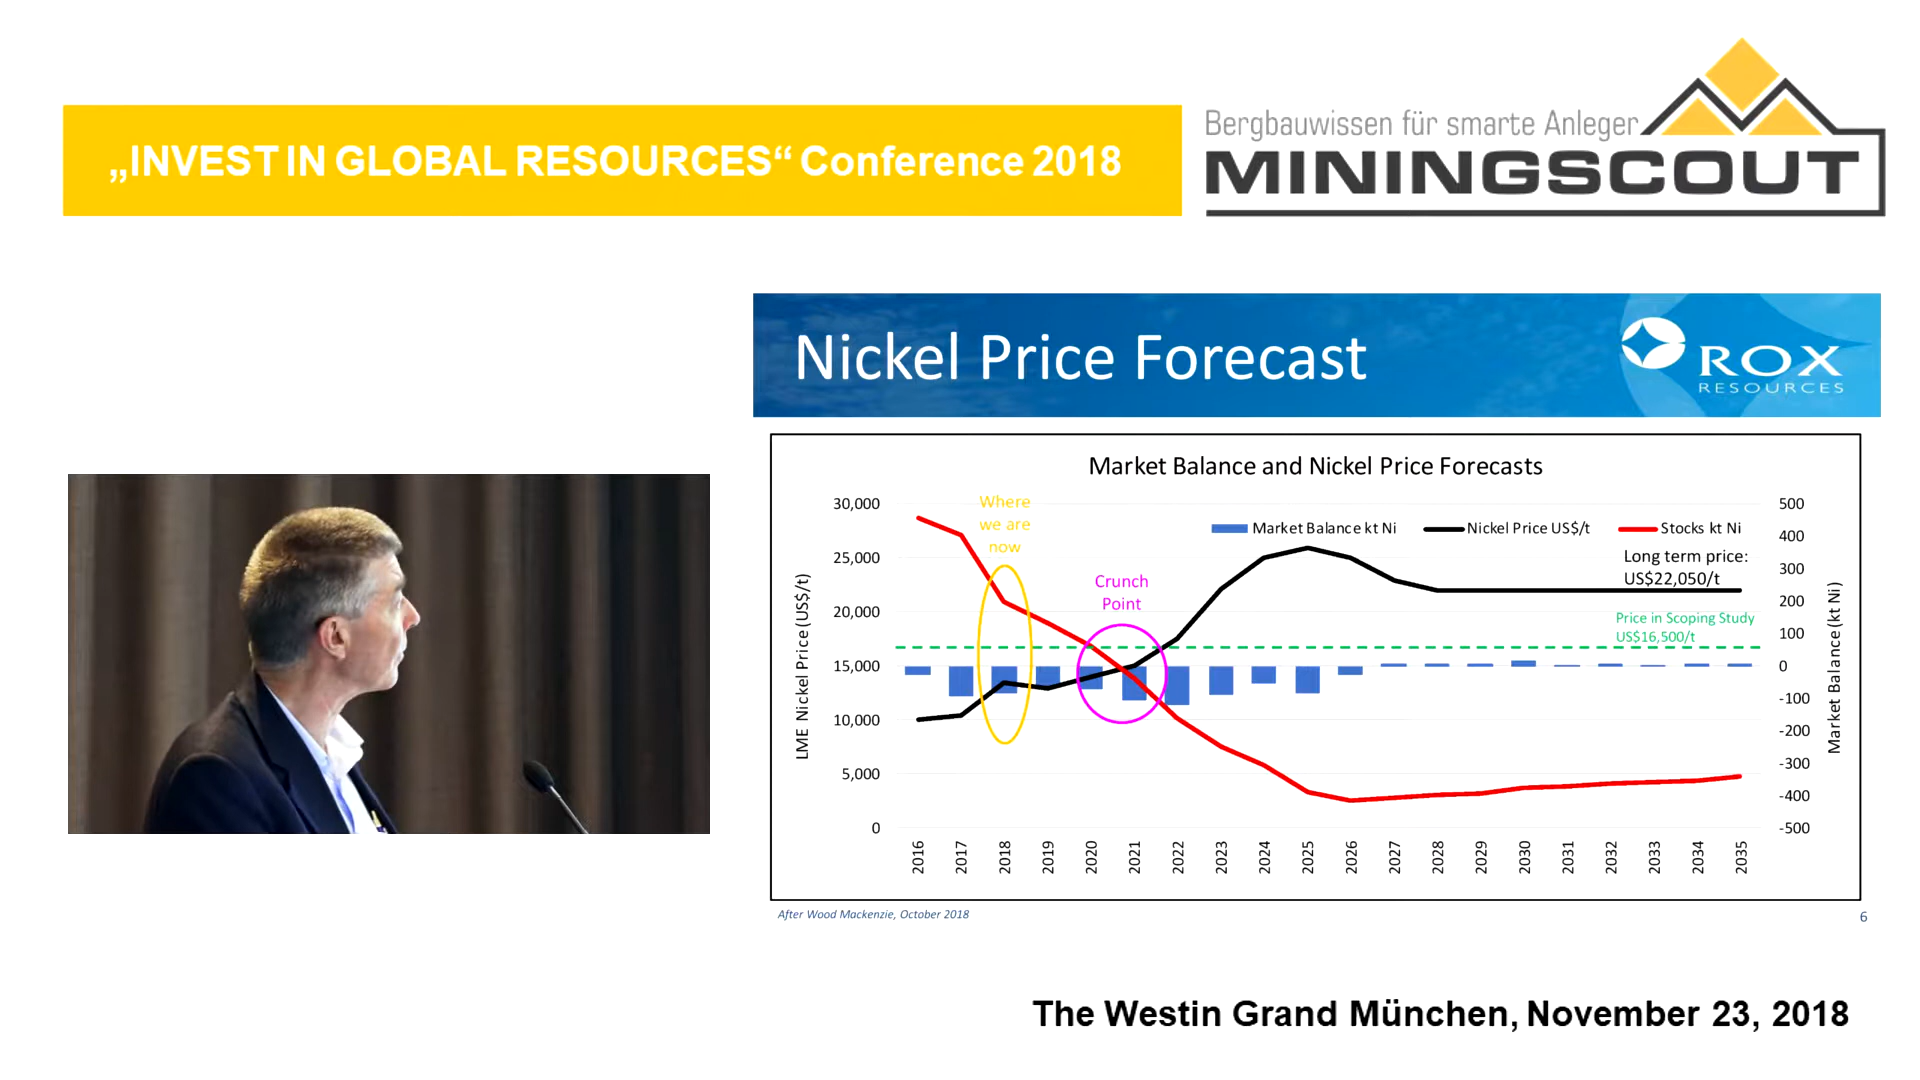 „INVEST IN GLOBAL RESOURCES“ Conference 2018
Bergbauwissen für smarte Anleger
MININGSCOUT
Nickel Price Forecast
ROX
RESOURCES
Market Balance and Nickel Price Forecasts
30,000
25,000
20,000
15,000
10,000
5,000
0
LME Nickel Price (US$/t)
Where
we are
now
Crunch
Point
Market Balance kt Ni
Nickel Price US$/t
Stocks kt Ni
Long term price:
US$22,050/t
Price in Scoping Study
US$16,500/t
500
400
300
200
100
0
-100
-200
-300
-400
-500
Market Balance (kt Ni)
2016
2017
2018
2019
2020
2021
2022
2023
2024
2025
2026
2027
2028
2029
2030
2031
2032
2033
2034
2035
After Wood Mackenzie, October 2018
6
The Westin Grand München, November 23, 2018